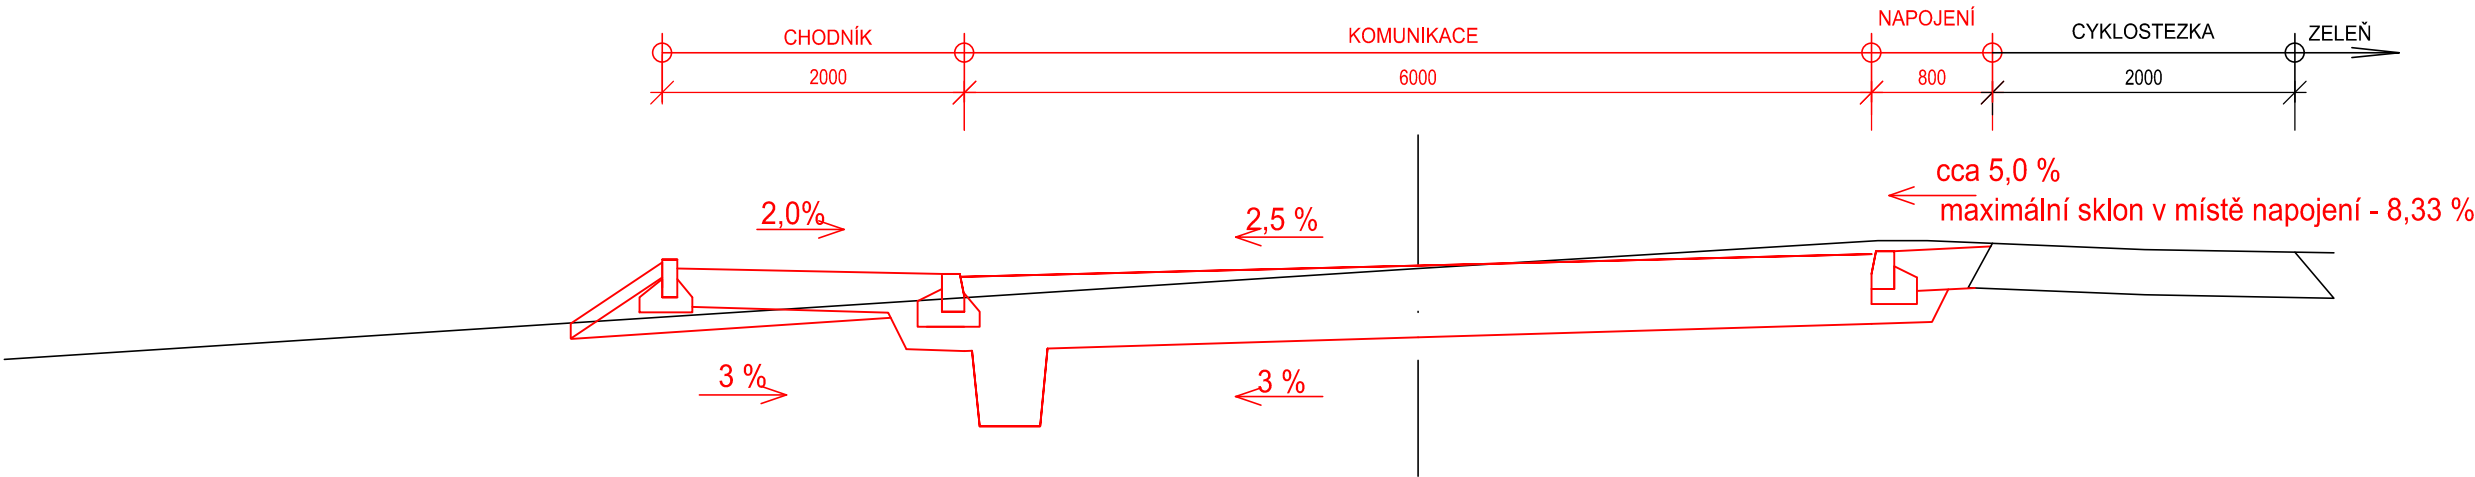 NAPOJENÍ
CHODNÍK KOMUNIKACE CYKLOSTEZKA ZELEŇ
2000 6000 800 2000
cca 5,0 %
2,0% 2,5 % maximální sklon v místě napojení - 8,33 %
3 % 3 %